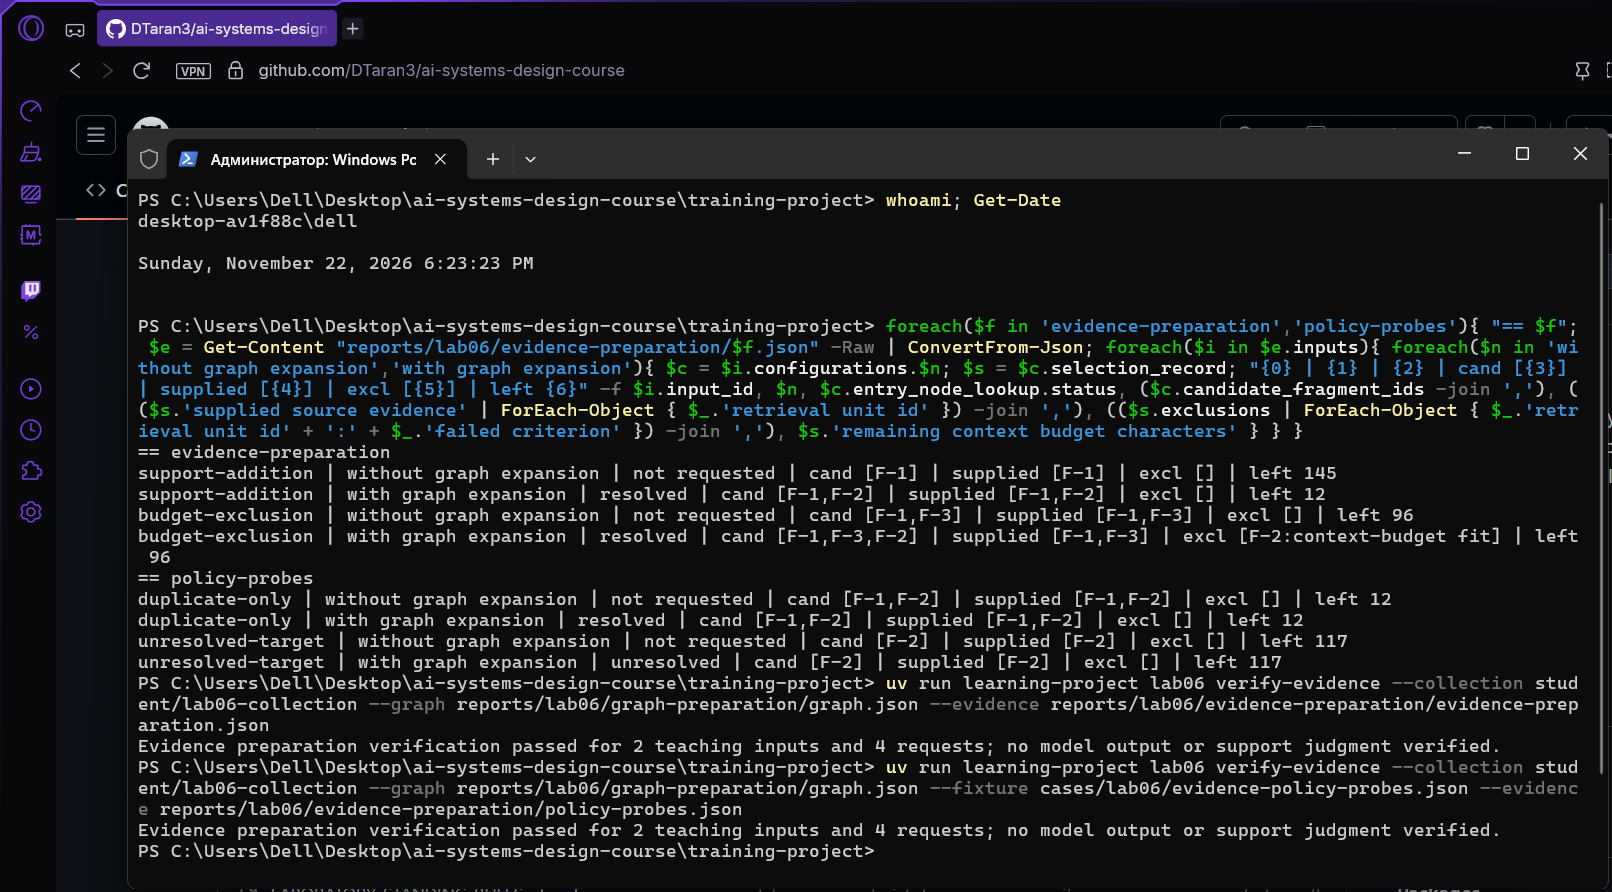 DTaran3/ai-systems-desig
VPN
github.com/DTaran3/ai-systems-design-course
Администратор: Windows Pc
PS C:\Users\Dell\Desktop\ai-systems-design-course\training-project> whoami; Get-Date
desktop-av1f88c\dell
Sunday, November 22, 2026 6:23:23 PM
PS C:\Users\Dell\Desktop\ai-systems-design-course\training-project> foreach($f in 'evidence-preparation','policy-probes'){ "== $f";
$e = Get-Content "reports/lab06/evidence-preparation/$f.json" -Raw | ConvertFrom-Json; foreach($i in $e.inputs){ foreach($n in 'wi
thout graph expansion','with graph expansion'){ $c = $i.configurations.$n; $s = $c.selection_record; "{0} | {1} | {2} | cand [{3}]
| supplied [{4}] | excl [{5}] | left {6}" -f $i.input_id, $n, $c.entry_node_lookup.status, ($c.candidate_fragment_ids -join ','), (
($s.'supplied source evidence' | ForEach-Object { $_.'retrieval unit id' }) -join ','), (($s.exclusions | ForEach-Object { $_.'retr
ieval unit id' + ':' + $_.'failed criterion' }) -join ','), $s.'remaining context budget characters' } } }
== evidence-preparation
support-addition | without graph expansion | not requested | cand [F-1] | supplied [F-1] | excl [] | left 145
support-addition | with graph expansion | resolved | cand [F-1,F-2] | supplied [F-1,F-2] | excl [] | left 12
budget-exclusion | without graph expansion | not requested | cand [F-1,F-3] | supplied [F-1,F-3] | excl [] | left 96
budget-exclusion | with graph expansion | resolved | cand [F-1,F-3,F-2] | supplied [F-1,F-3] | excl [F-2:context-budget fit] | left
96
== policy-probes
duplicate-only | without graph expansion | not requested | cand [F-1,F-2] | supplied [F-1,F-2] | excl [] | left 12
duplicate-only | with graph expansion | resolved | cand [F-1,F-2] | supplied [F-1,F-2] | excl [] | left 12
unresolved-target | without graph expansion | not requested | cand [F-2] | supplied [F-2] | excl [] | left 117
unresolved-target | with graph expansion | unresolved | cand [F-2] | supplied [F-2] | excl [] | left 117
PS C:\Users\Dell\Desktop\ai-systems-design-course\training-project> uv run learning-project lab06 verify-evidence --collection stud
ent/lab06-collection --graph reports/lab06/graph-preparation/graph.json --evidence reports/lab06/evidence-preparation/evidence-prep
aration.json
Evidence preparation verification passed for 2 teaching inputs and 4 requests; no model output or support judgment verified.
PS C:\Users\Dell\Desktop\ai-systems-design-course\training-project> uv run learning-project lab06 verify-evidence --collection stud
ent/lab06-collection --graph reports/lab06/graph-preparation/graph.json --fixture cases/lab06/evidence-policy-probes.json --evidenc
e reports/lab06/evidence-preparation/policy-probes.json
Evidence preparation verification passed for 2 teaching inputs and 4 requests; no model output or support judgment verified.
PS C:\Users\Dell\Desktop\ai-systems-design-course\training-project>